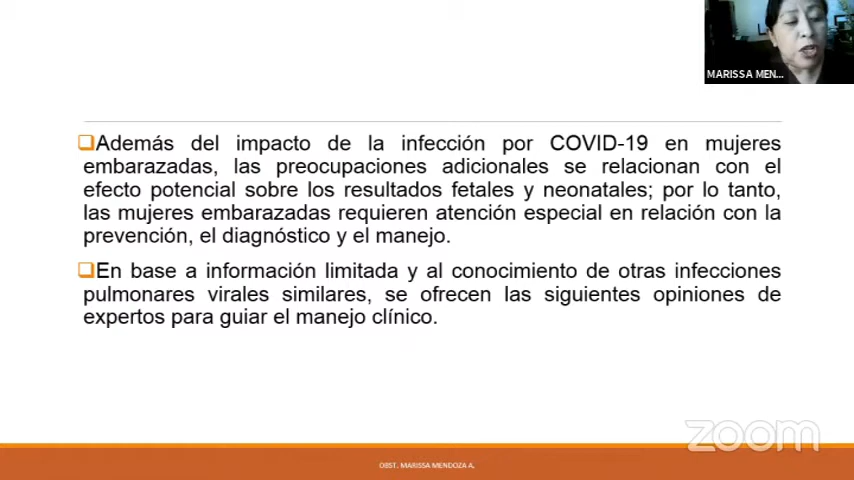 MARISSA MEN...
Además del impacto de la infección por COVID-19 en mujeres
embarazadas, las preocupaciones adicionales se relacionan con el
efecto potencial sobre los resultados fetales y neonatales; por lo tanto,
las mujeres embarazadas requieren atención especial en relación con la
prevención, el diagnóstico y el manejo.
En base a información limitada y al conocimiento de otras infecciones
pulmonares virales similares, se ofrecen las siguientes opiniones de
expertos para guiar el manejo clínico.
zoom
OBST. MARISSA MENDOZA A.